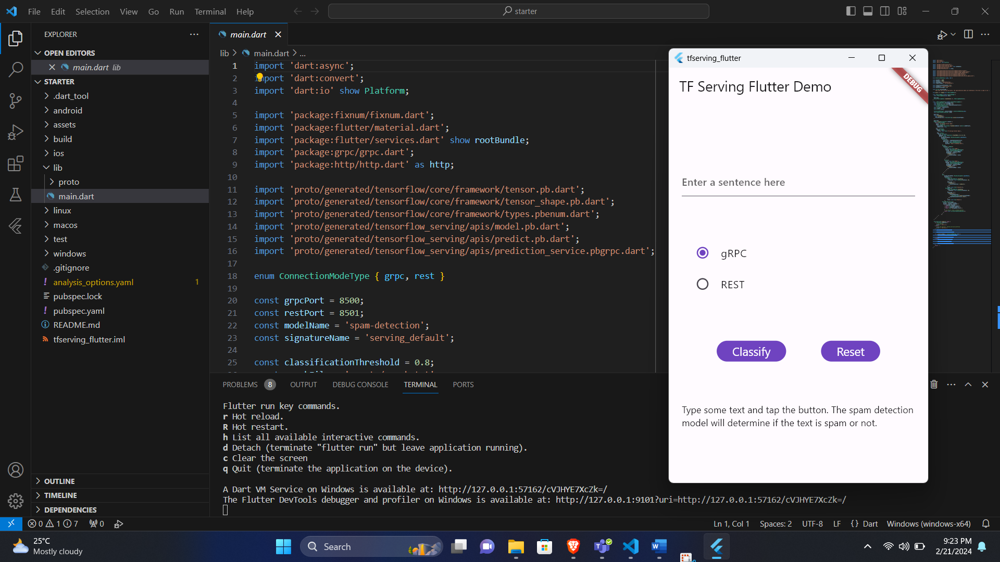 File Edit Selection View Go Run Terminal Help
starter
EXPLORER
OPEN EDITORS
main.dart lib
STARTER
.dart_tool
android
assets
build
ios
lib
proto
main.dart
linux
macos
test
windows
.gitignore
analysis_options.yaml 1
pubspec.lock
pubspec.yaml
README.md
tfserving_flutter.iml
OUTLINE
TIMELINE
DEPENDENCIES
main.dart
lib > main.dart > ...
1 import 'dart:async';
2 import 'dart:convert';
3 import 'dart:io' show Platform;
4
5 import 'package:fixnum/fixnum.dart';
6 import 'package:flutter/material.dart';
7 import 'package:flutter/services.dart' show rootBundle;
8 import 'package:grpc/grpc.dart';
9 import 'package:http/http.dart' as http;
10
11 import 'proto/generated/tensorflow/core/framework/tensor.pb.dart';
12 import 'proto/generated/tensorflow/core/framework/tensor_shape.pb.dart';
13 import 'proto/generated/tensorflow/core/framework/types.pbenum.dart';
14 import 'proto/generated/tensorflow_serving/apis/model.pb.dart';
15 import 'proto/generated/tensorflow_serving/apis/predict.pb.dart';
16 import 'proto/generated/tensorflow_serving/apis/prediction_service.pbgrpc.dart';
17
18 enum ConnectionModeType { grpc, rest }
19
20 const grpcPort = 8500;
21 const restPort = 8501;
22 const modelName = 'spam-detection';
23 const signatureName = 'serving_default';
24
25 const classificationThreshold = 0.8;
PROBLEMS 8 OUTPUT DEBUG CONSOLE TERMINAL PORTS
Flutter run key commands.
r Hot reload.
R Hot restart.
h List all available interactive commands.
d Detach (terminate "flutter run" but leave application running).
c Clear the screen
q Quit (terminate the application on the device).
A Dart VM Service on Windows is available at: http://127.0.0.1:57162/cVJHYE7XcZk=/
The Flutter DevTools debugger and profiler on Windows is available at: http://127.0.0.1:9101?uri=http://127.0.0.1:57162/cVJHYE7XcZk=/
tfserving_flutter
DEBUG
TF Serving Flutter Demo
Enter a sentence here
gRPC
REST
Classify Reset
Type some text and tap the button. The spam detection
model will determine if the text is spam or not.
0 1 7 0 Ln 1, Col 1 Spaces: 2 UTF-8 LF {} Dart Windows (windows-x64)
25°C
Mostly cloudy
Search
9:23 PM
2/21/2024